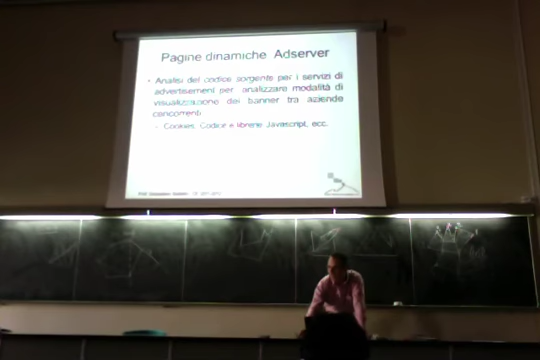 Pagine dinamiche Adserver
• Analisi del codice sorgente per i servizi di
advertisement per analizzare modalità di
visualizzazione dei banner tra aziende
concorrenti
– Cookies, Codice e librerie Javascript, ecc.